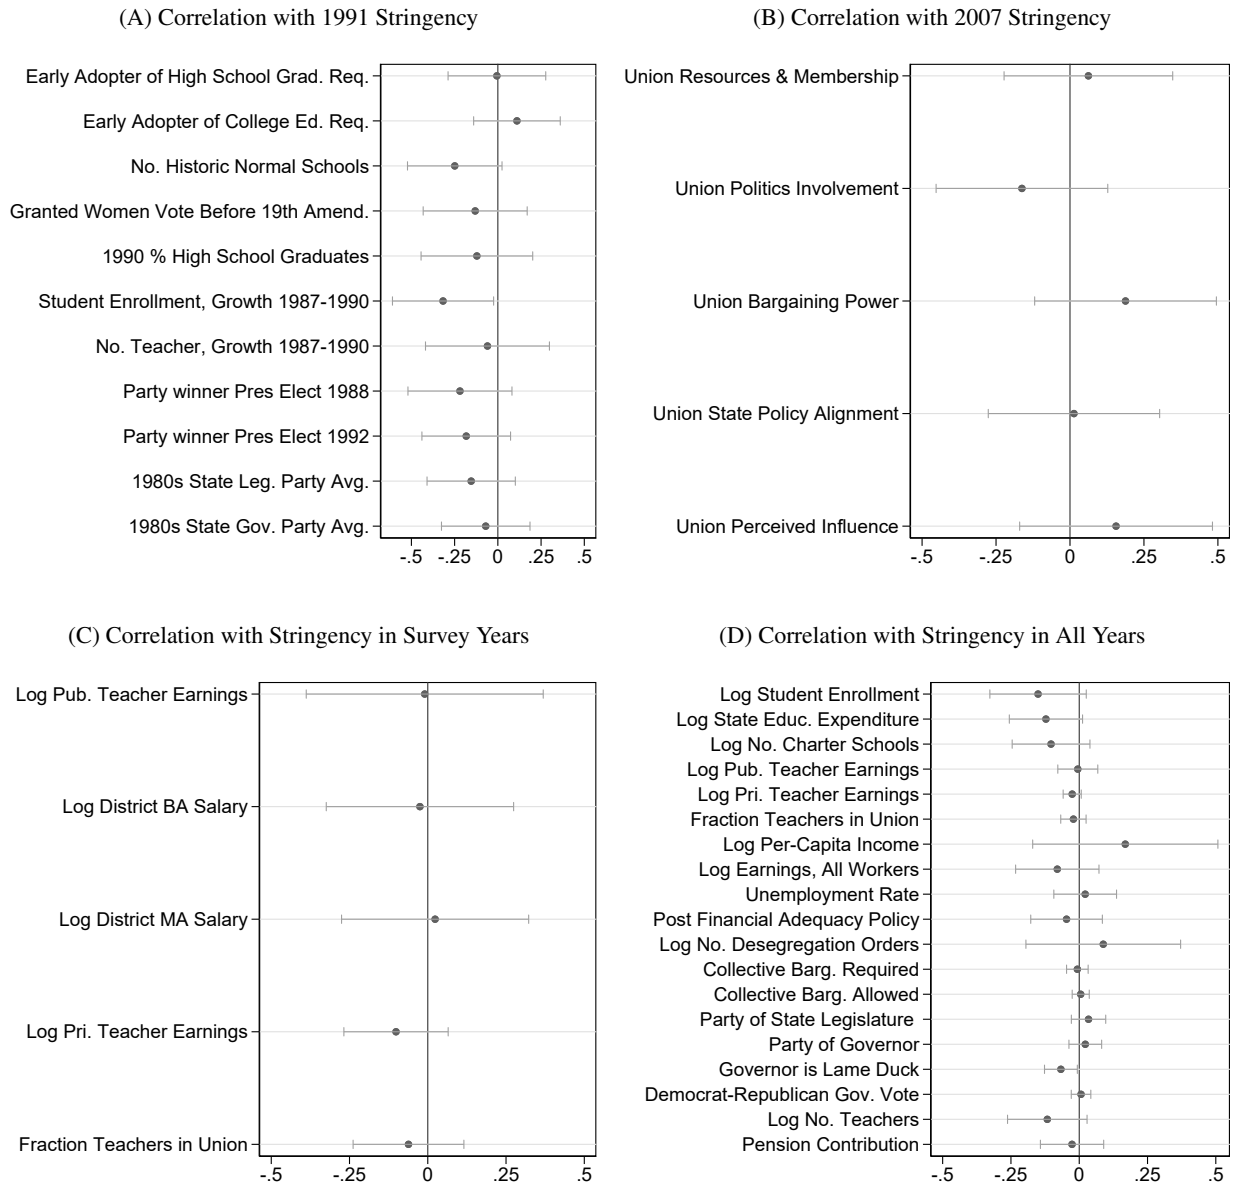 (A) Correlation with 1991 Stringency
Early Adopter of High School Grad. Req.
Early Adopter of College Ed. Req.
No. Historic Normal Schools
Granted Women Vote Before 19th Amend.
1990 % High School Graduates
Student Enrollment, Growth 1987-1990
No. Teacher, Growth 1987-1990
Party winner Pres Elect 1988
Party winner Pres Elect 1992
1980s State Leg. Party Avg.
1980s State Gov. Party Avg.
-.5 -.25 0 .25 .5
(B) Correlation with 2007 Stringency
Union Resources & Membership
Union Politics Involvement
Union Bargaining Power
Union State Policy Alignment
Union Perceived Influence
-.5 -.25 0 .25 .5
(C) Correlation with Stringency in Survey Years
Log Pub. Teacher Earnings
Log District BA Salary
Log District MA Salary
Log Pri. Teacher Earnings
Fraction Teachers in Union
-.5 -.25 0 .25 .5
(D) Correlation with Stringency in All Years
Log Student Enrollment
Log State Educ. Expenditure
Log No. Charter Schools
Log Pub. Teacher Earnings
Log Pri. Teacher Earnings
Fraction Teachers in Union
Log Per-Capita Income
Log Earnings, All Workers
Unemployment Rate
Post Financial Adequacy Policy
Log No. Desegregation Orders
Collective Barg. Required
Collective Barg. Allowed
Party of State Legislature
Party of Governor
Governor is Lame Duck
Democrat-Republican Gov. Vote
Log No. Teachers
Pension Contribution
-.5 -.25 0 .25 .5